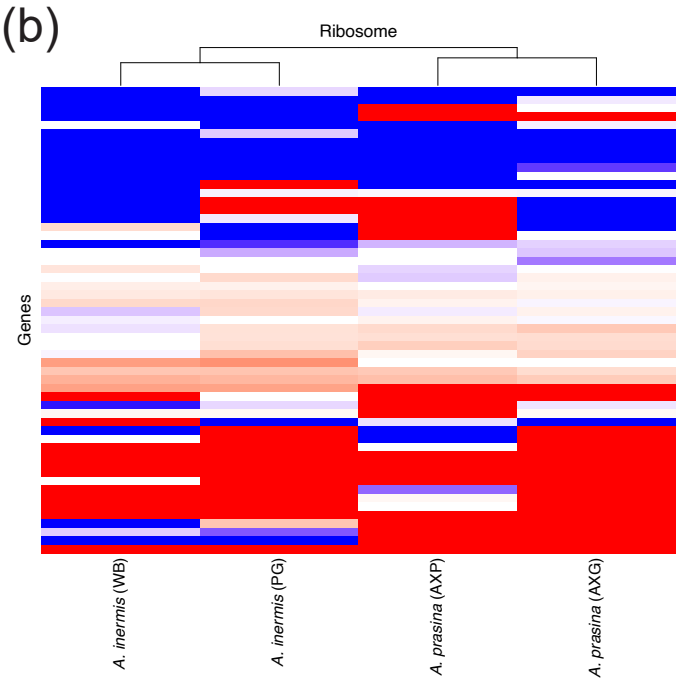 (b)
Ribosome
Genes
A. inermis (WB)
A. inermis (PG)
A. prasina (AXP)
A. prasina (AXG)